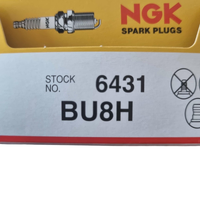 NGK
SPARK PLUGS
STOCK NO. 6431
BU8H